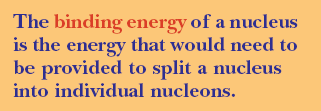 The binding energy of a nucleus
is the energy that would need to
be provided to split a nucleus
into individual nucleons.